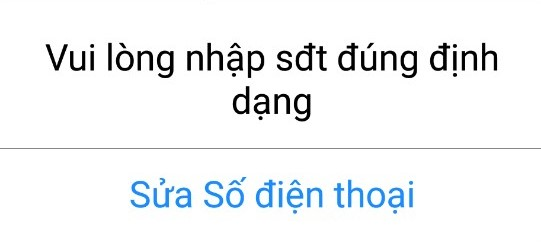 Vui lòng nhập sđt đúng định
dạng
Sửa Số điện thoại